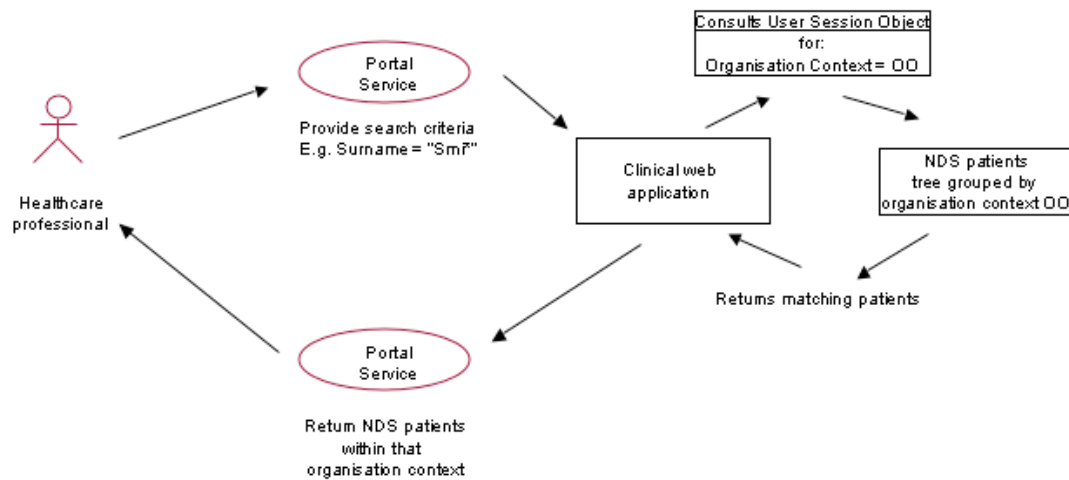 Healthcare
professional
Portal
Service
Provide search criteria
E.g. Surname = "Smi*"
Clinical web
application
Consults User Session Object
for:
Organisation Context = OO
NDS patients
tree grouped by
organisation context OO
Returns matching patients
Portal
Service
Return NDS patients
within that
organisation context